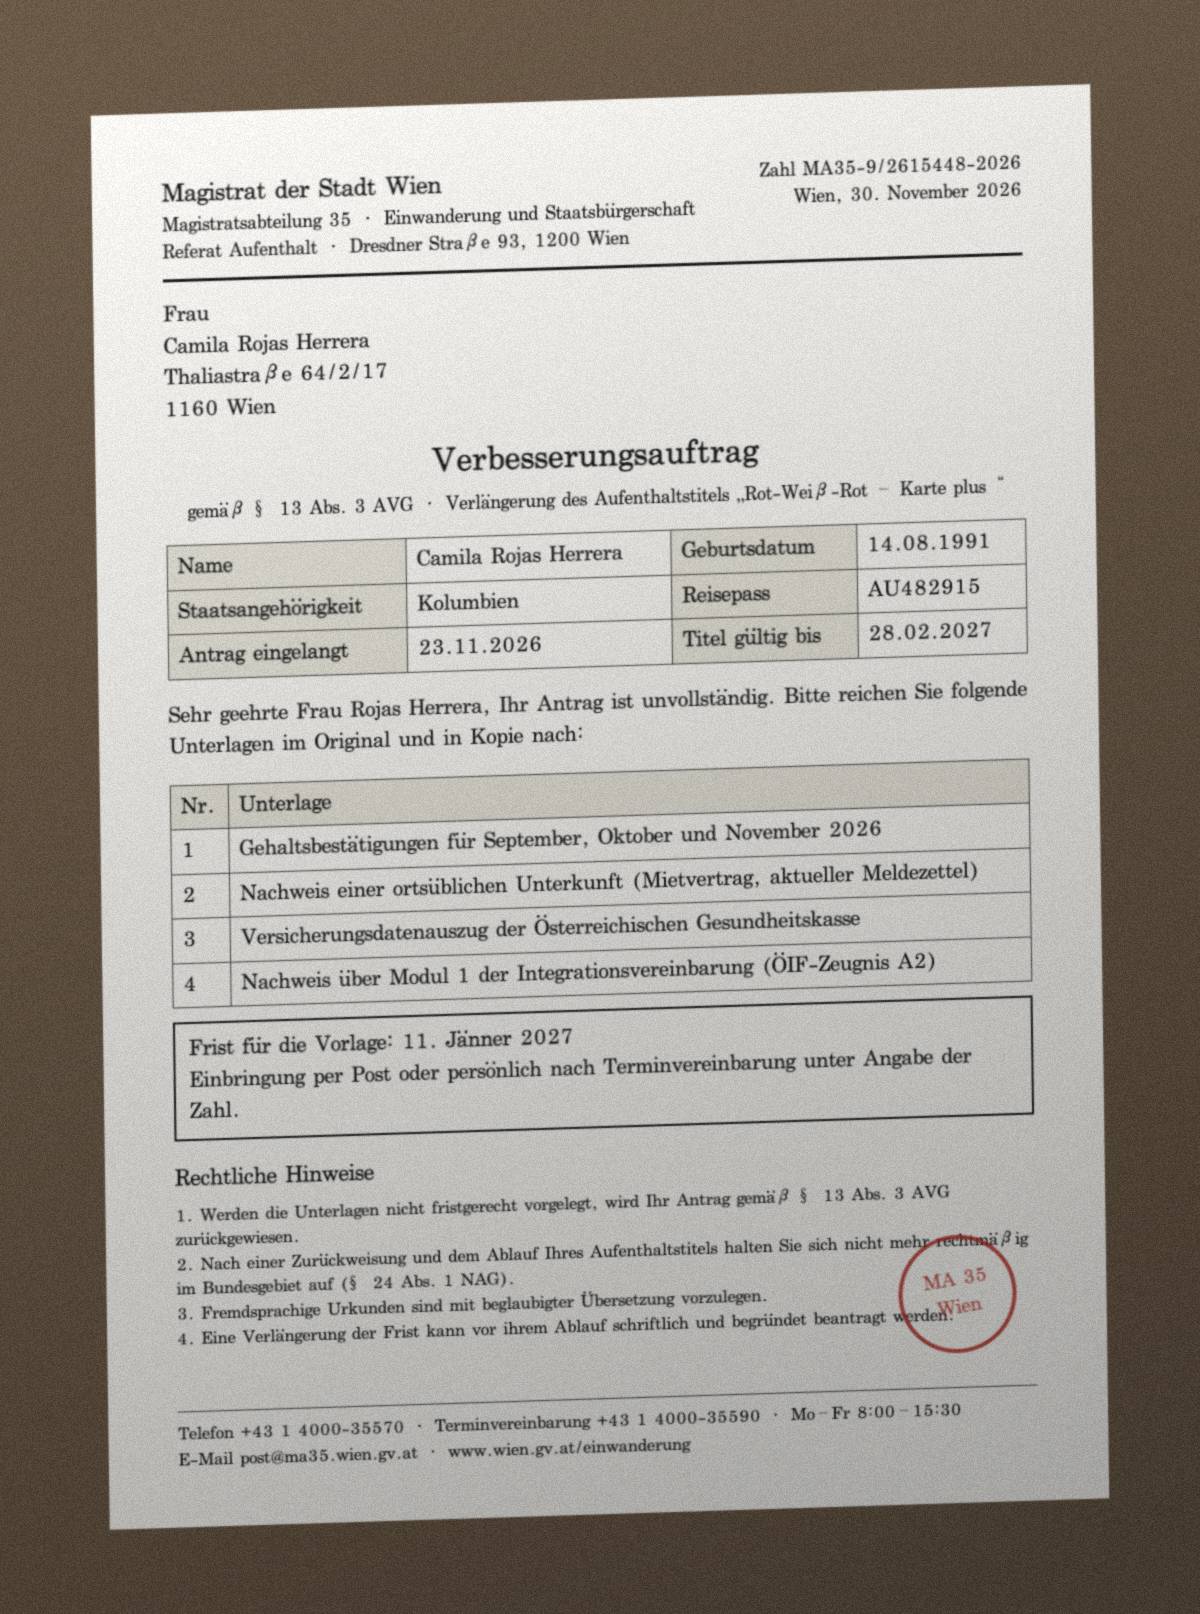 Magistrat der Stadt Wien
Magistratsabteilung 35 · Einwanderung und Staatsbürgerschaft
Referat Aufenthalt · Dresdner Straße 93, 1200 Wien
Zahl MA35-9/2615448-2026
Wien, 30. November 2026
Frau
Camila Rojas Herrera
Thaliastraße 64/2/17
1160 Wien
Verbesserungsauftrag
gemäß § 13 Abs. 3 AVG · Verlängerung des Aufenthaltstitels „Rot-Weiß-Rot – Karte plus“
Name Camila Rojas Herrera Geburtsdatum 14.08.1991
Staatsangehörigkeit Kolumbien Reisepass AU482915
Antrag eingelangt 23.11.2026 Titel gültig bis 28.02.2027
Sehr geehrte Frau Rojas Herrera, Ihr Antrag ist unvollständig. Bitte reichen Sie folgende
Unterlagen im Original und in Kopie nach:
Nr. Unterlage
1 Gehaltsbestätigungen für September, Oktober und November 2026
2 Nachweis einer ortsüblichen Unterkunft (Mietvertrag, aktueller Meldezettel)
3 Versicherungsdatenauszug der Österreichischen Gesundheitskasse
4 Nachweis über Modul 1 der Integrationsvereinbarung (ÖIF-Zeugnis A2)
Frist für die Vorlage: 11. Jänner 2027
Einbringung per Post oder persönlich nach Terminvereinbarung unter Angabe der
Zahl.
Rechtliche Hinweise
1. Werden die Unterlagen nicht fristgerecht vorgelegt, wird Ihr Antrag gemäß § 13 Abs. 3 AVG
zurückgewiesen.
2. Nach einer Zurückweisung und dem Ablauf Ihres Aufenthaltstitels halten Sie sich nicht mehr rechtmäßig
im Bundesgebiet auf (§ 24 Abs. 1 NAG).
3. Fremdsprachige Urkunden sind mit beglaubigter Übersetzung vorzulegen.
4. Eine Verlängerung der Frist kann vor ihrem Ablauf schriftlich und begründet beantragt werden.
MA 35
Wien
Telefon +43 1 4000-35570 · Terminvereinbarung +43 1 4000-35590 · Mo–Fr 8:00–15:30
E-Mail post@ma35.wien.gv.at · www.wien.gv.at/einwanderung